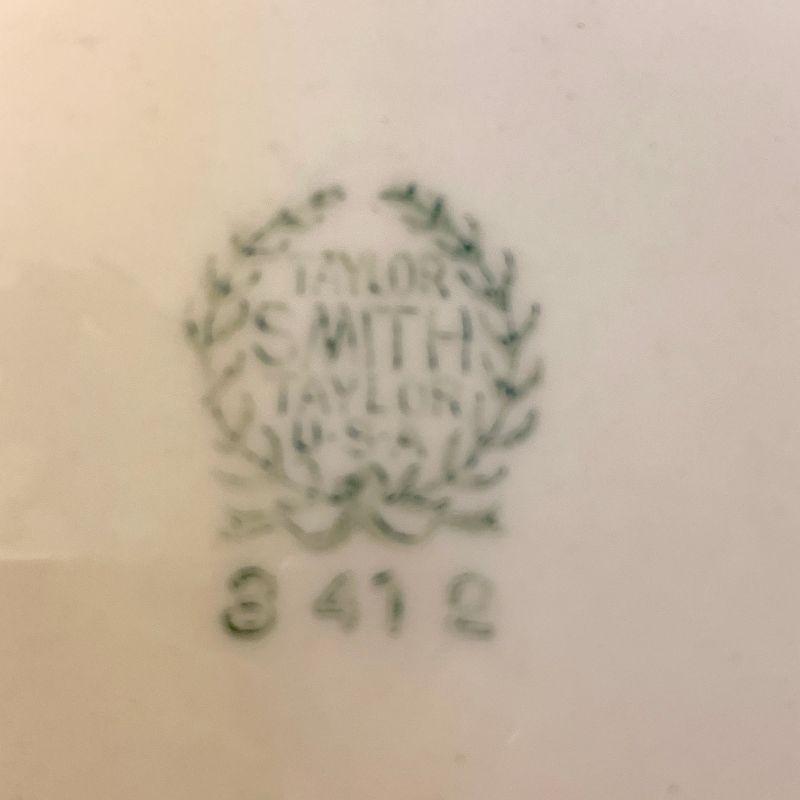 TAYLOR
SMITH
TAYLOR
U·S·A
3 41 2